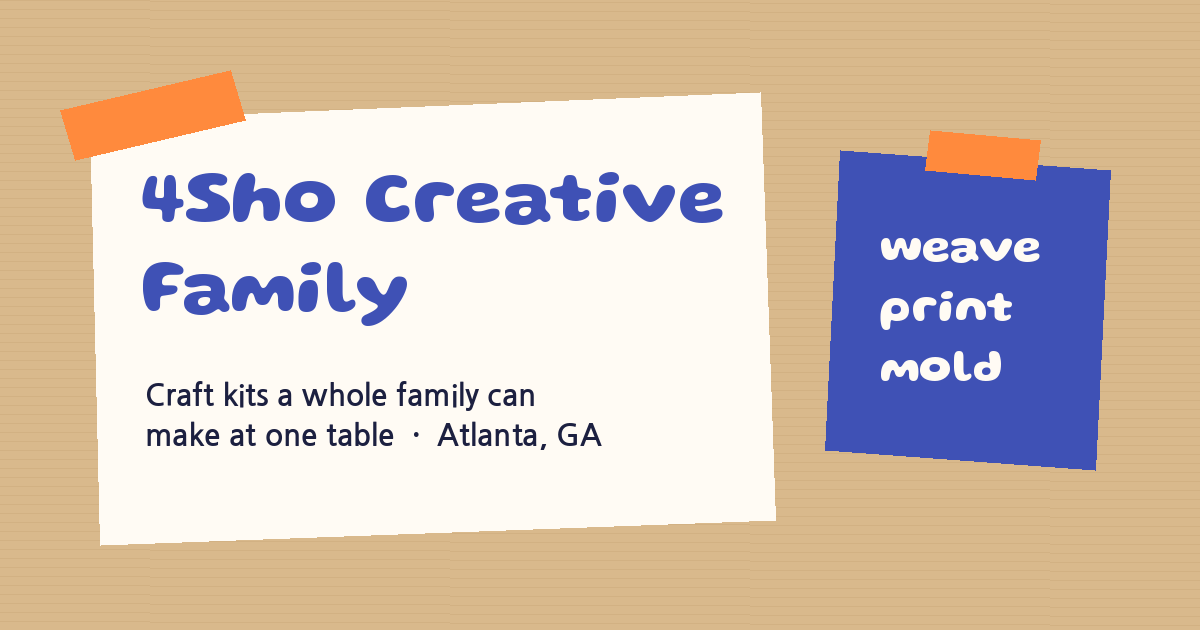 4Sho Creative
Family
Craft kits a whole family can
make at one table · Atlanta, GA
weave
print
mold